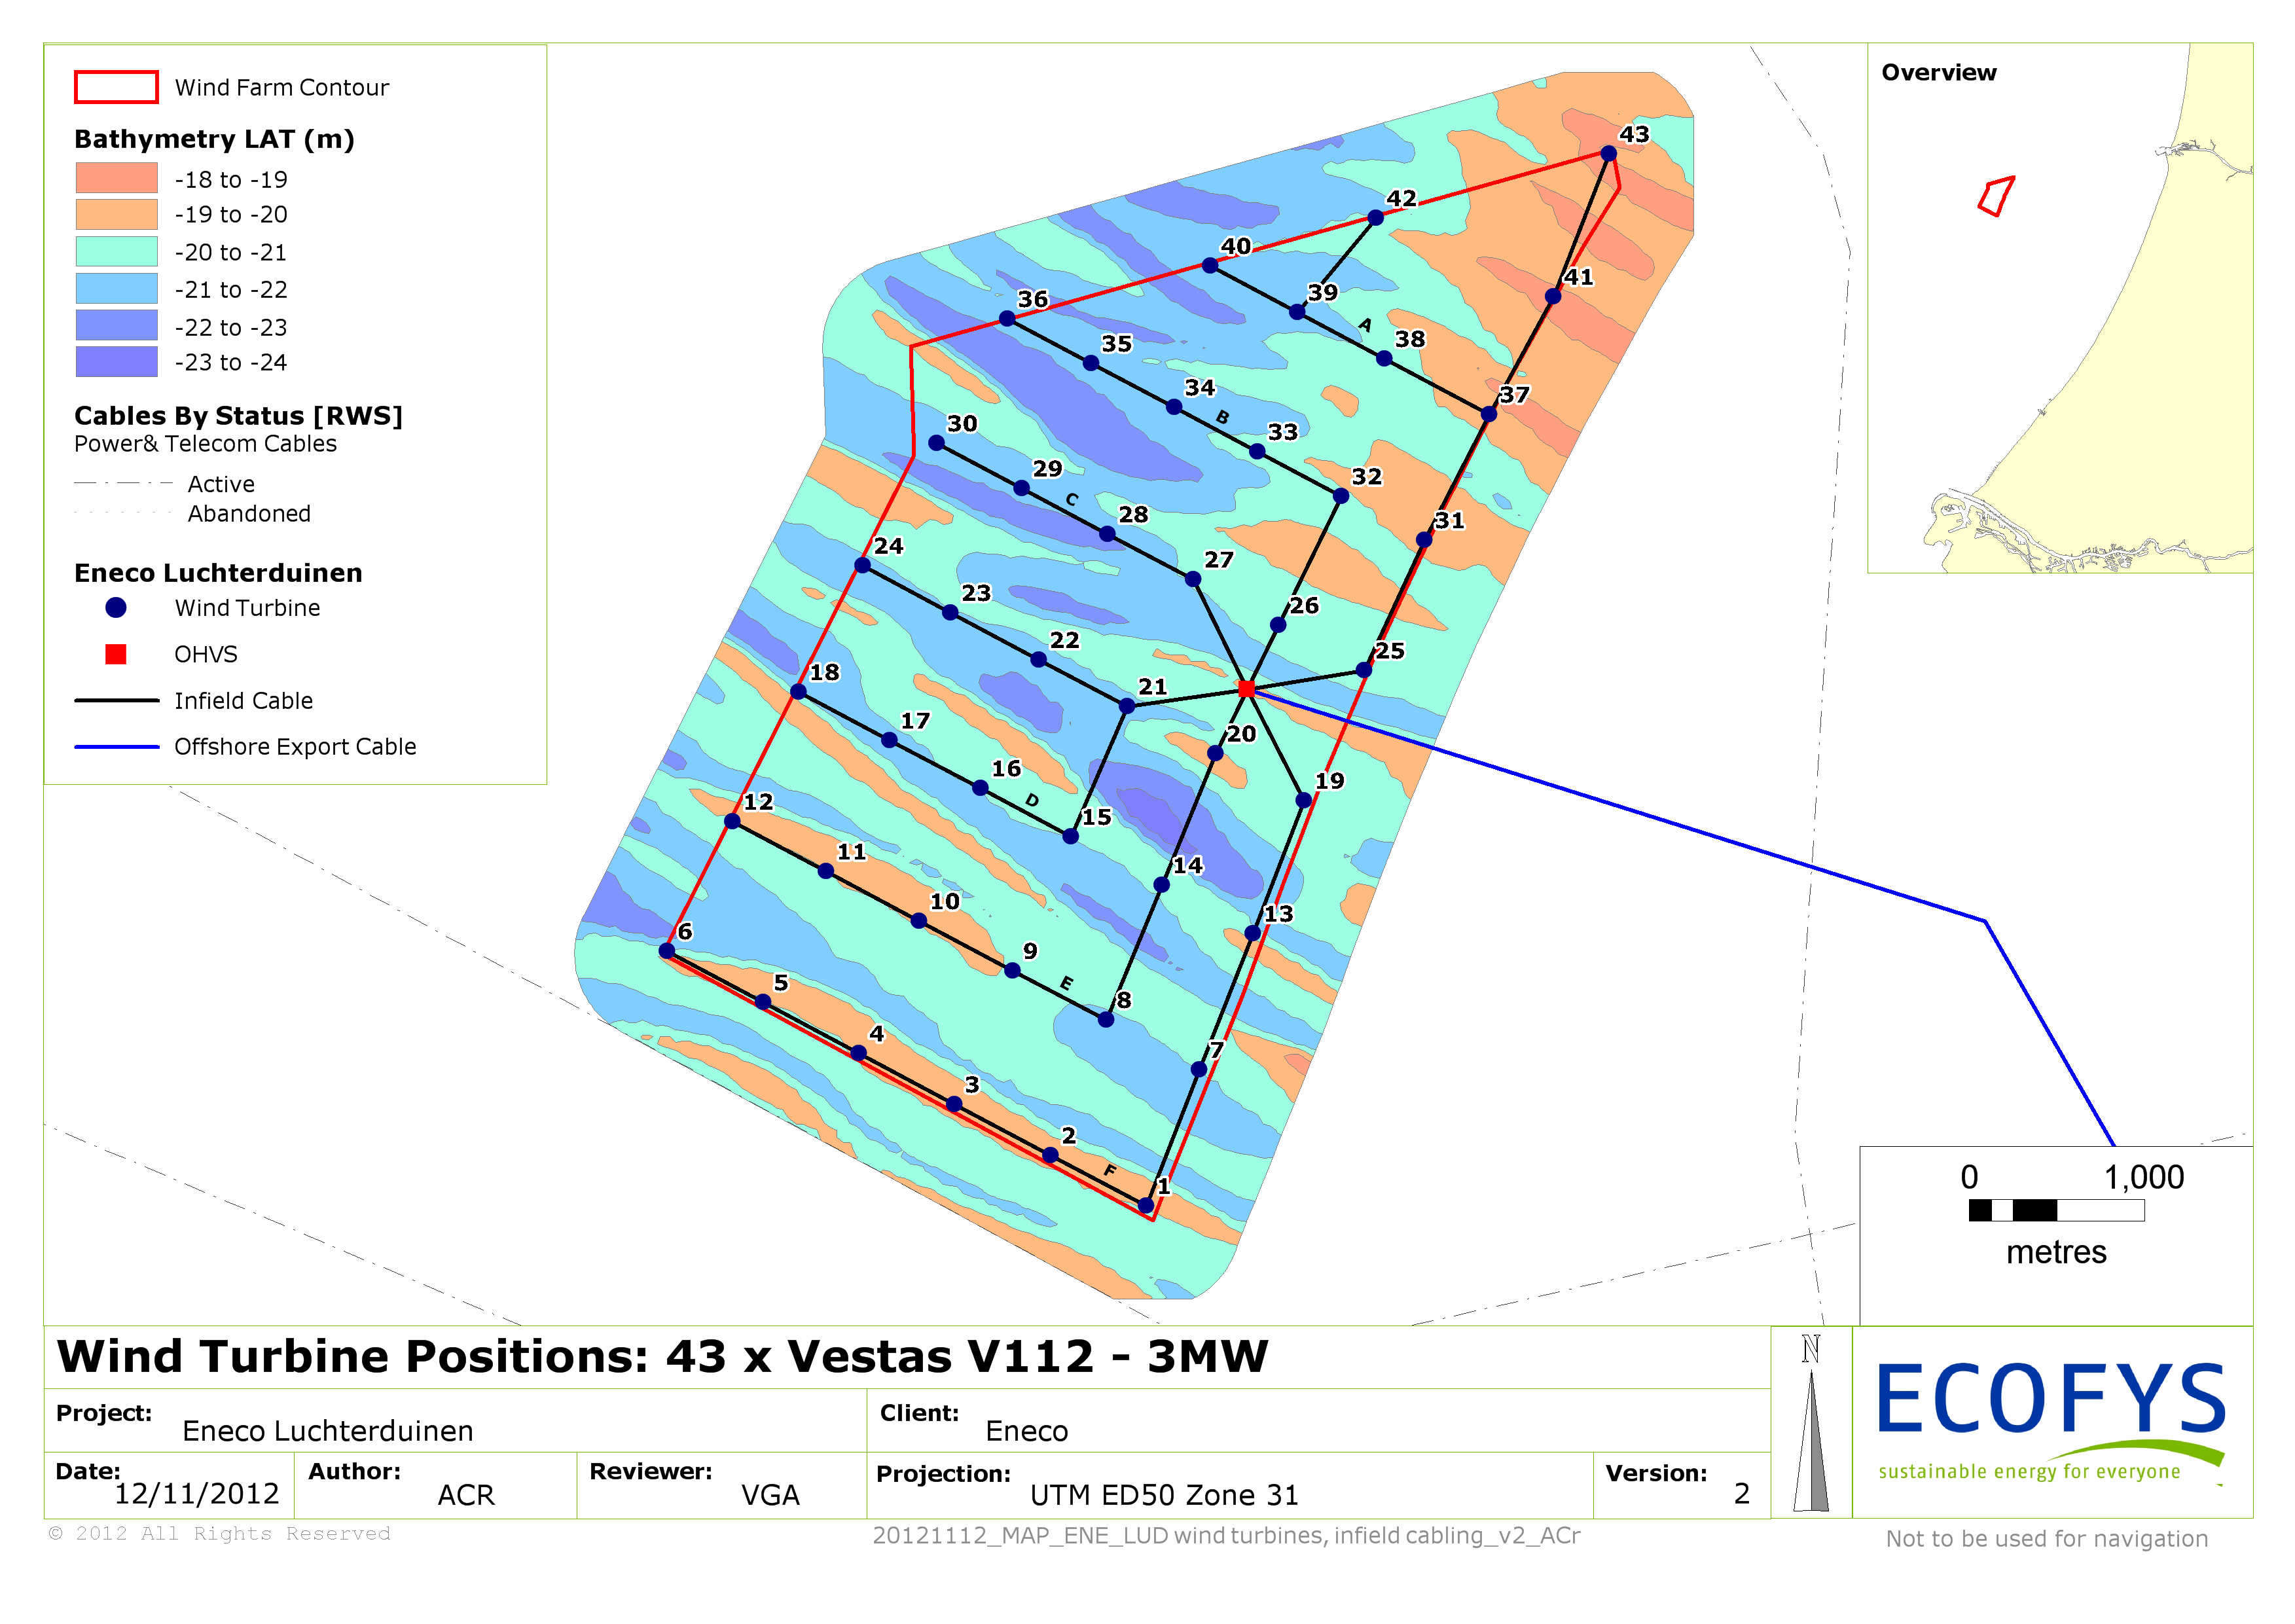 Wind Farm Contour
Bathymetry LAT (m)
-18 to -19
-19 to -20
-20 to -21
-21 to -22
-22 to -23
-23 to -24
Cables By Status [RWS]
Power& Telecom Cables
Active
Abandoned
Eneco Luchterduinen
Wind Turbine
OHVS
Infield Cable
Offshore Export Cable
Overview
43
42
40
41
39
36
A
38
35
37
34
B
33
30
32
29
C
28
31
24
27
23
26
22
25
18
21
17
20
16
19
D
12
15
11
14
10
13
6
9
5
E
8
4
7
3
2
F
1
0 1,000
metres
Wind Turbine Positions: 43 x Vestas V112 - 3MW
Project: Eneco Luchterduinen
Client: Eneco
Date: 12/11/2012
Author: ACR
Reviewer: VGA
Projection: UTM ED50 Zone 31
Version: 2
N
ECOFYS
sustainable energy for everyone
© 2012 All Rights Reserved
20121112_MAP_ENE_LUD wind turbines, infield cabling_v2_ACr
Not to be used for navigation